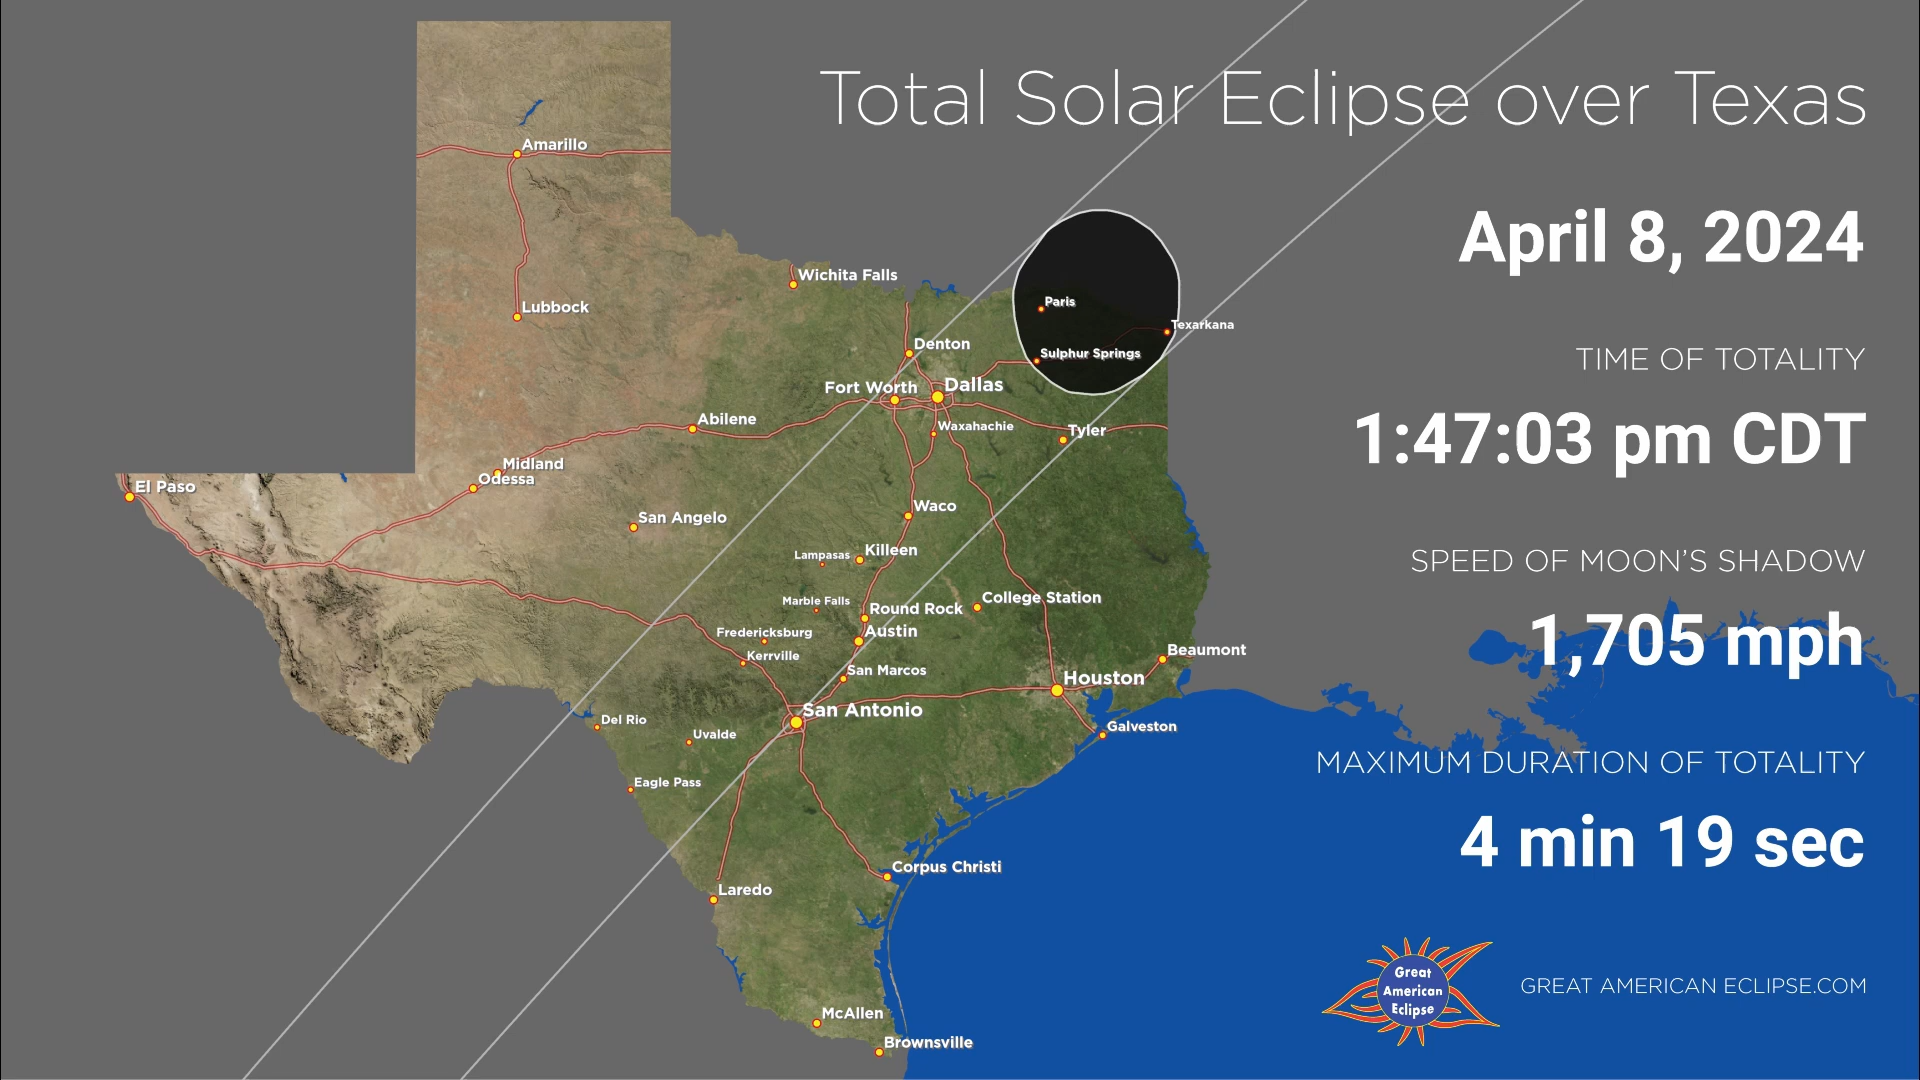 Total Solar Eclipse over Texas
April 8, 2024
TIME OF TOTALITY
1:47:03 pm CDT
SPEED OF MOON’S SHADOW
1,705 mph
MAXIMUM DURATION OF TOTALITY
4 min 19 sec
Great
American
Eclipse
GREAT AMERICAN ECLIPSE.COM
Amarillo
Wichita Falls
Lubbock
Paris
Texarkana
Denton
Sulphur Springs
Fort Worth
Dallas
Abilene
Waxahachie
Tyler
Midland
Odessa
El Paso
San Angelo
Waco
Lampasas
Killeen
Marble Falls
Round Rock
College Station
Fredericksburg
Austin
Kerrville
Beaumont
San Marcos
Houston
San Antonio
Del Rio
Uvalde
Galveston
Eagle Pass
Corpus Christi
Laredo
McAllen
Brownsville